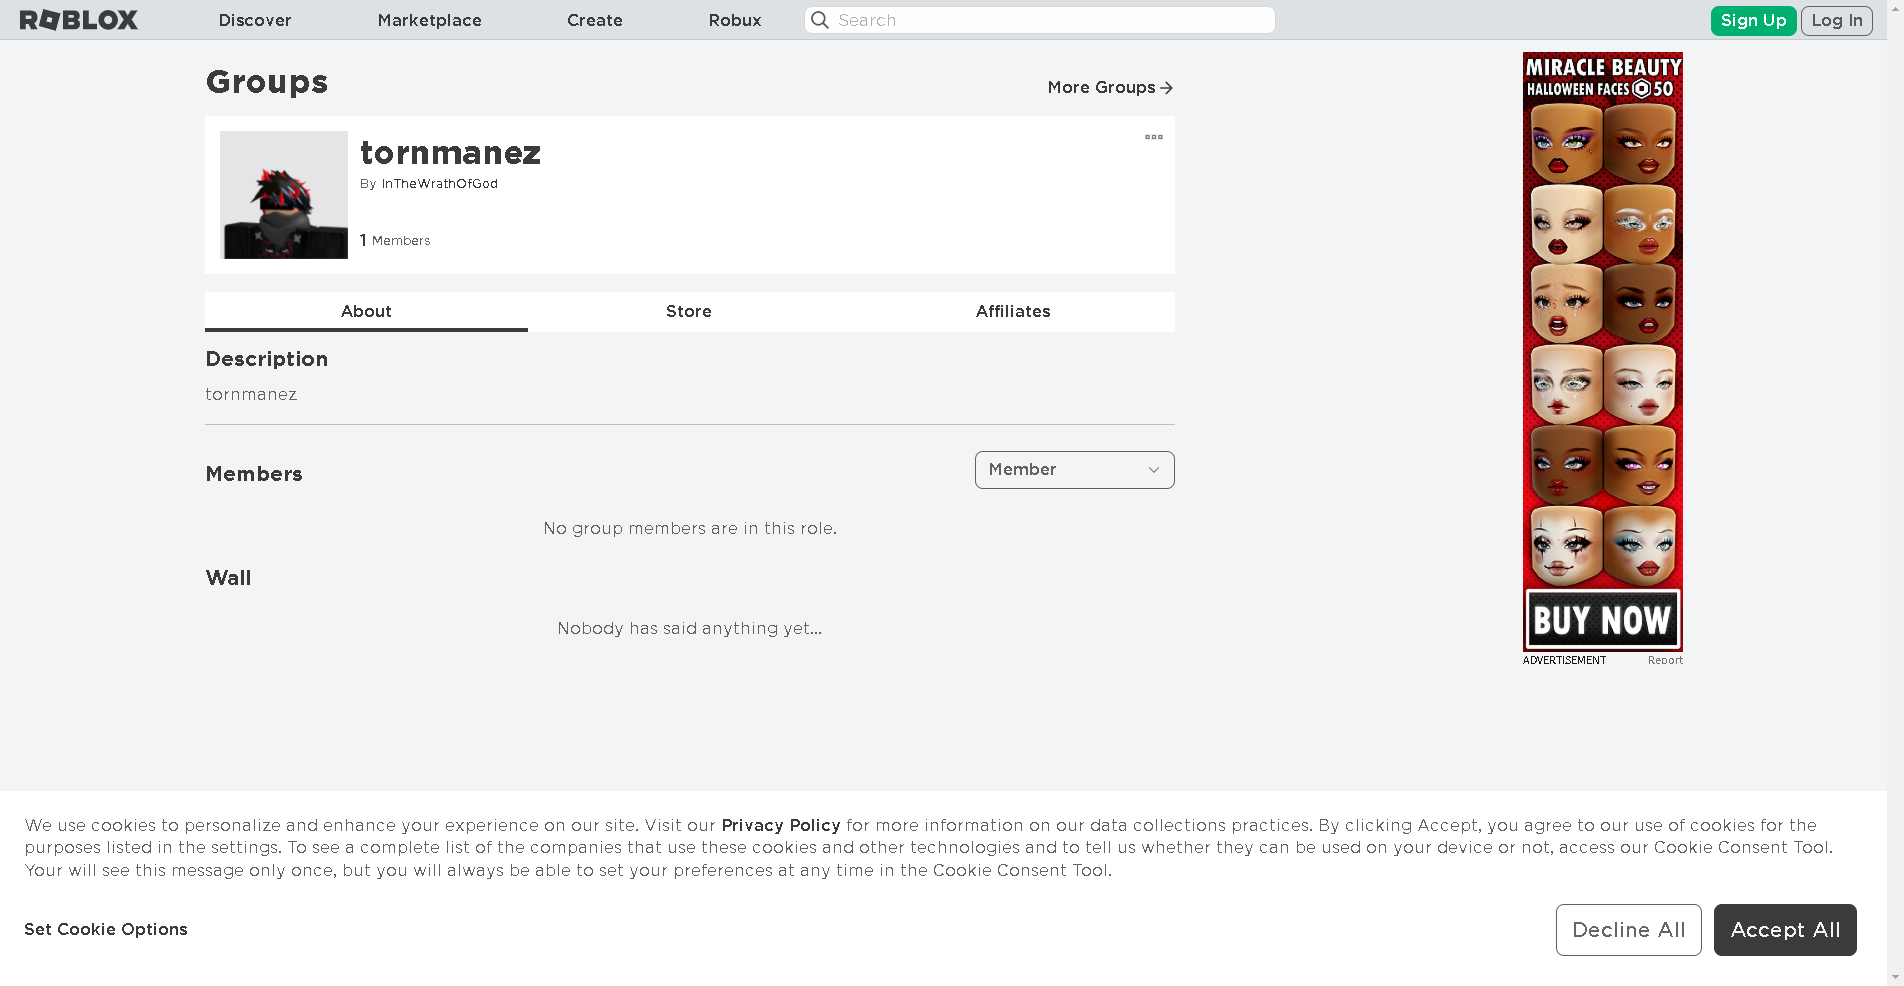 ROBLOX Discover Marketplace Create Robux Search Sign Up Log In
Groups
More Groups
tornmanez
By InTheWrathOfGod
1 Members
About Store Affiliates
Description
tornmanez
Members
Member
No group members are in this role.
Wall
Nobody has said anything yet...
MIRACLE BEAUTY
HALLOWEEN FACES 50
BUY NOW
ADVERTISEMENT Report
We use cookies to personalize and enhance your experience on our site. Visit our Privacy Policy for more information on our data collections practices. By clicking Accept, you agree to our use of cookies for the
purposes listed in the settings. To see a complete list of the companies that use these cookies and other technologies and to tell us whether they can be used on your device or not, access our Cookie Consent Tool.
Your will see this message only once, but you will always be able to set your preferences at any time in the Cookie Consent Tool.
Set Cookie Options
Decline All
Accept All